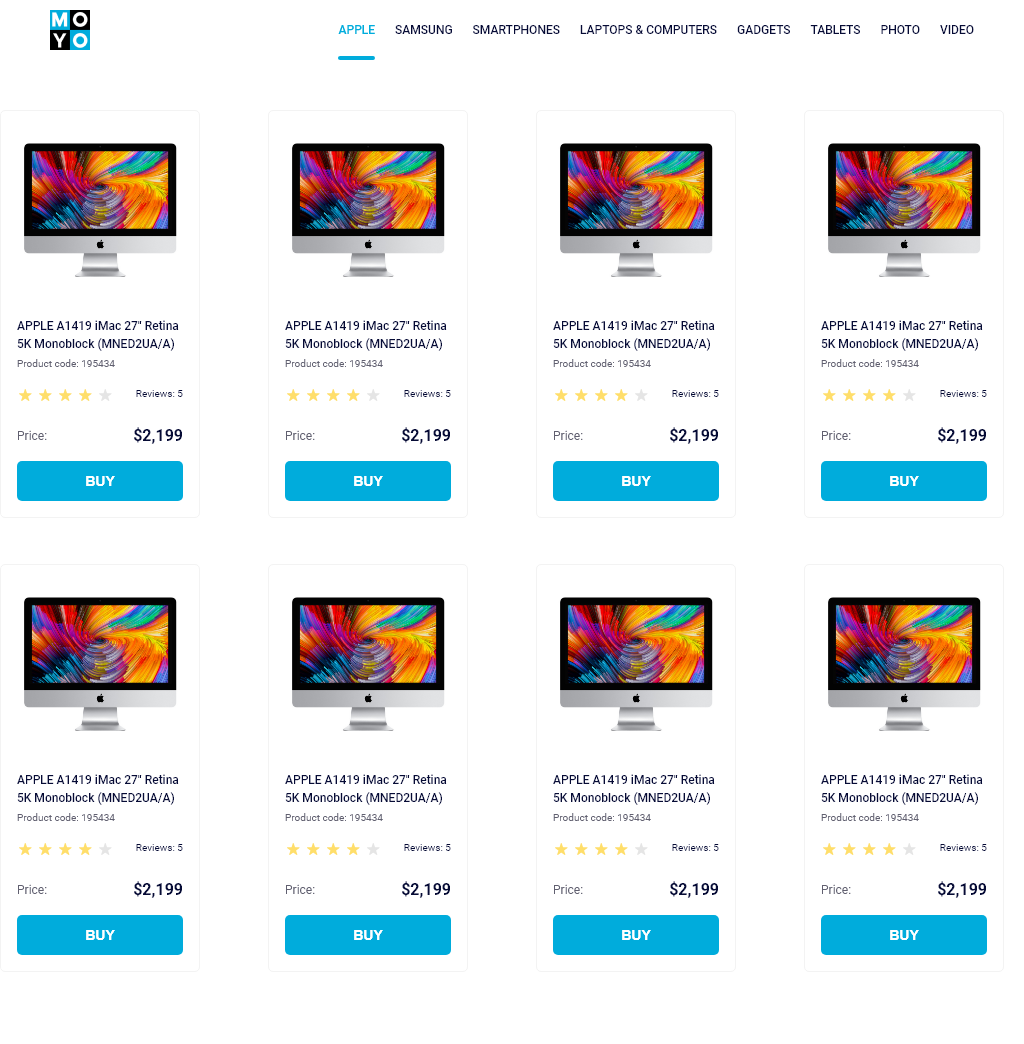 MO
YO
APPLE SAMSUNG SMARTPHONES LAPTOPS & COMPUTERS GADGETS TABLETS PHOTO VIDEO
APPLE A1419 iMac 27" Retina
5K Monoblock (MNED2UA/A)
Product code: 195434
Reviews: 5
Price: $2,199
BUY
APPLE A1419 iMac 27" Retina
5K Monoblock (MNED2UA/A)
Product code: 195434
Reviews: 5
Price: $2,199
BUY
APPLE A1419 iMac 27" Retina
5K Monoblock (MNED2UA/A)
Product code: 195434
Reviews: 5
Price: $2,199
BUY
APPLE A1419 iMac 27" Retina
5K Monoblock (MNED2UA/A)
Product code: 195434
Reviews: 5
Price: $2,199
BUY
APPLE A1419 iMac 27" Retina
5K Monoblock (MNED2UA/A)
Product code: 195434
Reviews: 5
Price: $2,199
BUY
APPLE A1419 iMac 27" Retina
5K Monoblock (MNED2UA/A)
Product code: 195434
Reviews: 5
Price: $2,199
BUY
APPLE A1419 iMac 27" Retina
5K Monoblock (MNED2UA/A)
Product code: 195434
Reviews: 5
Price: $2,199
BUY
APPLE A1419 iMac 27" Retina
5K Monoblock (MNED2UA/A)
Product code: 195434
Reviews: 5
Price: $2,199
BUY